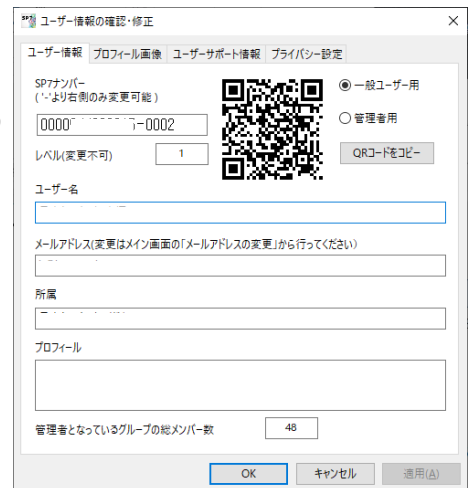 SP7 ユーザー情報の確認・修正
ユーザー情報 プロフィール画像 ユーザーサポート情報 プライバシー設定
SP7ナンバー
( '-'より右側のみ変更可能 )
-0002
レベル(変更不可) 1
一般ユーザー用
管理者用
QRコードをコピー
ユーザー名
メールアドレス(変更はメイン画面の「メールアドレスの変更」から行ってください)
所属
プロフィール
管理者となっているグループの総メンバー数 48
OK キャンセル 適用(A)